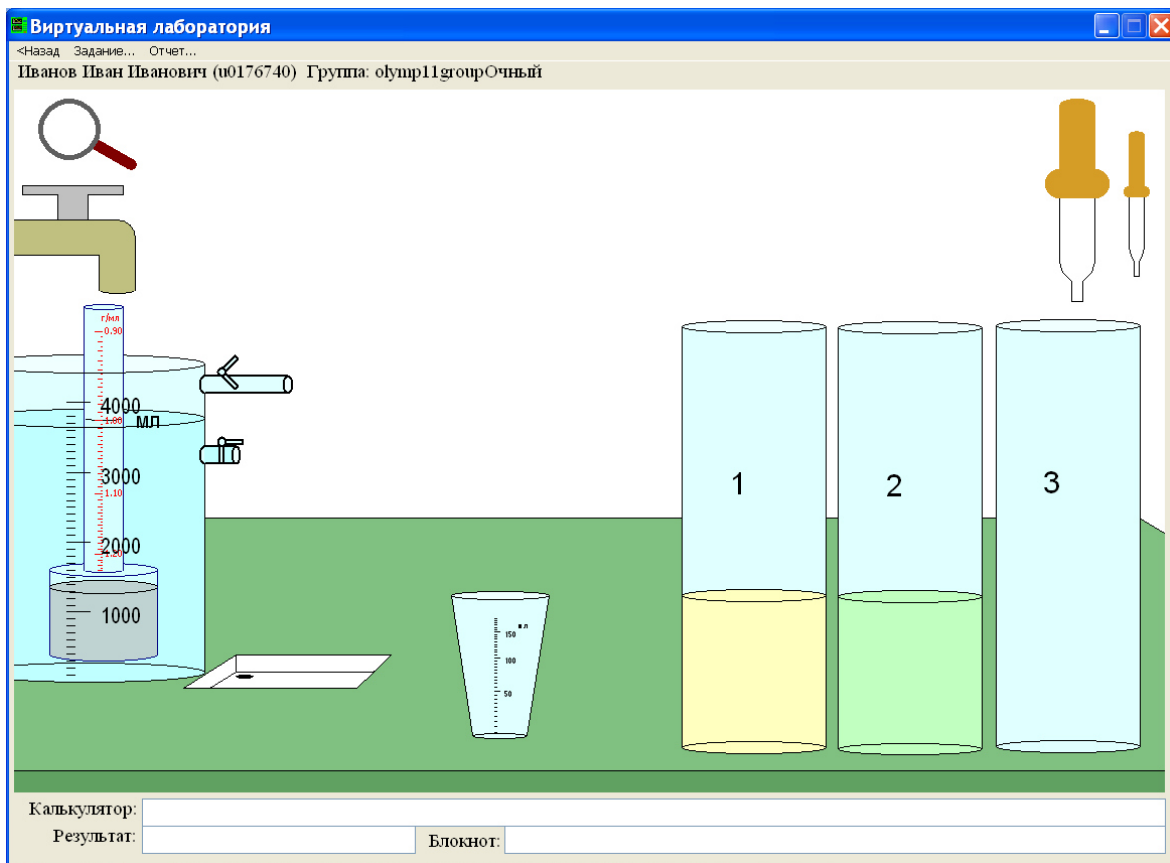 Виртуальная лаборатория
<Назад Задание... Отчет...
Иванов Иван Иванович (u0176740) Группа: olymp11groupОчный
г/мл
0.90
4000
1.00
мл
3000
1.10
2000
1.20
1000
мл
150
100
50
1
2
3
Калькулятор:
Результат:
Блокнот: